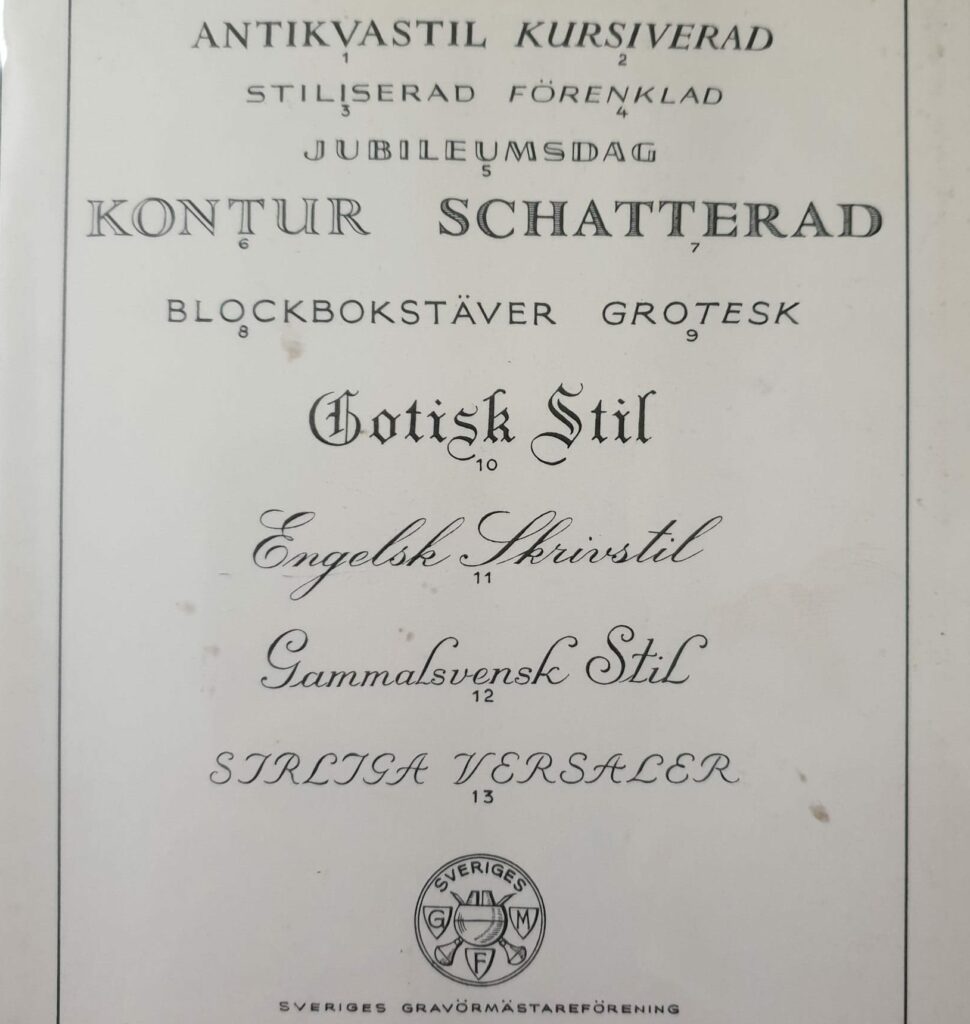 ANTIKVASTIL KURSIVERAD
1 2
STILISERAD FÖRENKLAD
3 4
JUBILEUMSDAG
5
KONTUR SCHATTERAD
6 7
BLOCKBOKSTÄVER GROTESK
8 9
Gotisk Stil
10
Engelsk Skrivstil
11
Gammalsvensk Stil
12
SIRLIGA VERSALER
13
SVERIGES
G M
F
SVERIGES GRAVÖRMÄSTAREFÖRENING